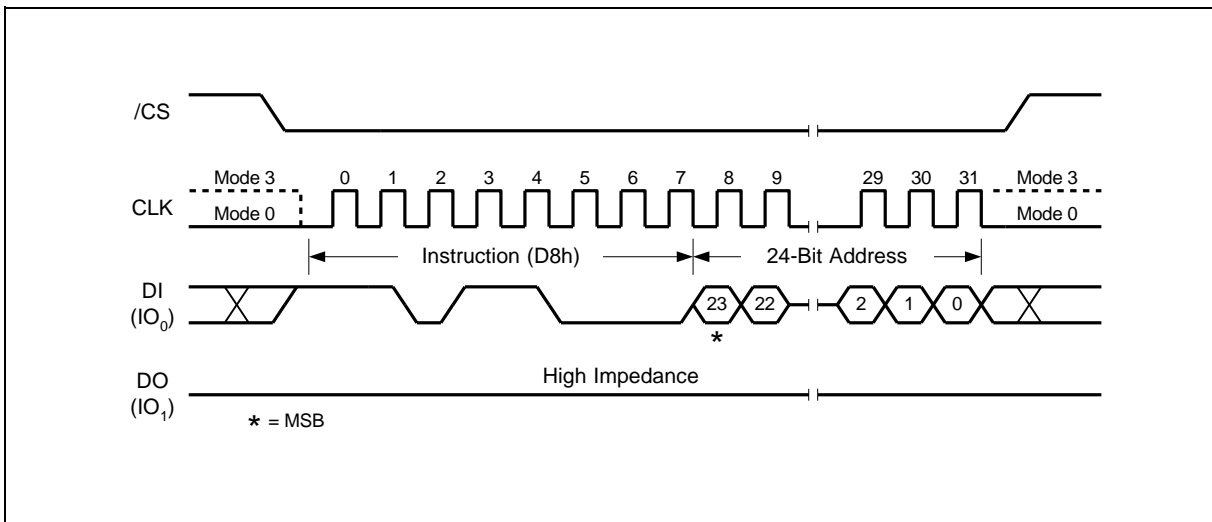 /CS
Mode 3 0 1 2 3 4 5 6 7 8 9 29 30 31 Mode 3
CLK
Mode 0 Mode 0
Instruction (D8h) 24-Bit Address
DI
(IO₀)
23 22 2 1 0
*
High Impedance
DO
(IO₁)
* = MSB